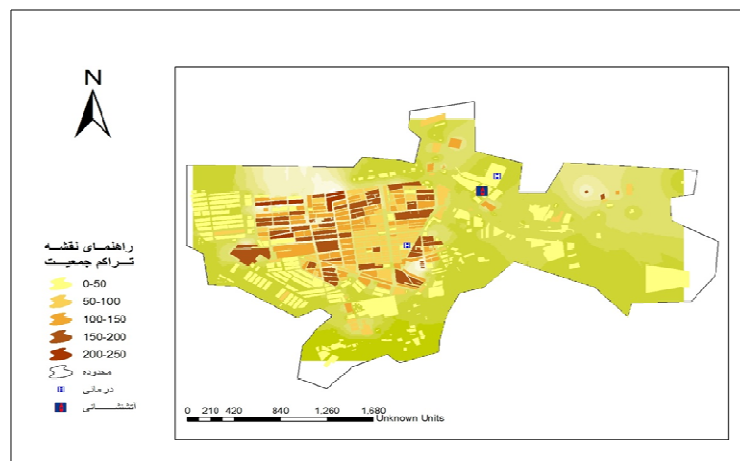 N
راهنمای نقشه
تراکم جمعیت
0-50
50-100
100-150
150-200
200-250
محدوده
H درمانی
آتشنشانی
0 210 420 840 1,260 1,680
Unknown Units
H
H
H